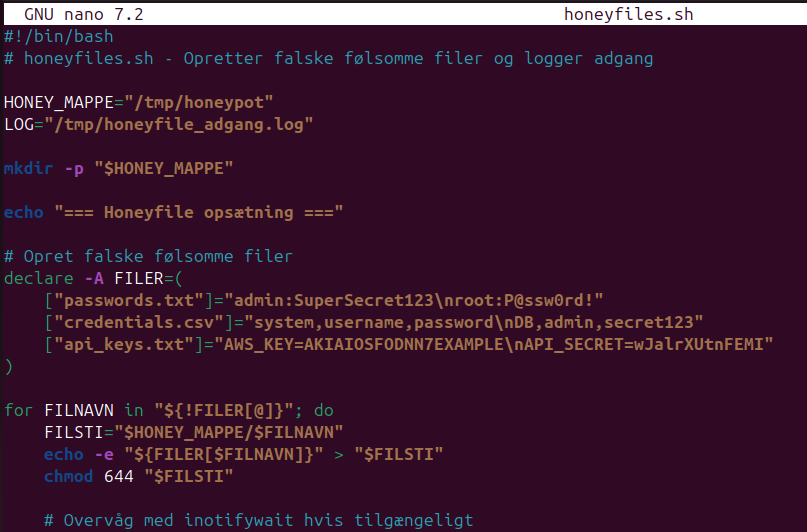 GNU nano 7.2 honeyfiles.sh
#!/bin/bash
# honeyfiles.sh - Opretter falske følsomme filer og logger adgang
HONEY_MAPPE="/tmp/honeypot"
LOG="/tmp/honeyfile_adgang.log"
mkdir -p "$HONEY_MAPPE"
echo "=== Honeyfile opsætning ==="
# Opret falske følsomme filer
declare -A FILER=(
    ["passwords.txt"]="admin:SuperSecret123\nroot:P@ssw0rd!"
    ["credentials.csv"]="system,username,password\nDB,admin,secret123"
    ["api_keys.txt"]="AWS_KEY=AKIAIOSFODNN7EXAMPLE\nAPI_SECRET=wJalrXUtnFEMI"
)
for FILNAVN in "${!FILER[@]}"; do
    FILSTI="$HONEY_MAPPE/$FILNAVN"
    echo -e "${FILER[$FILNAVN]}" > "$FILSTI"
    chmod 644 "$FILSTI"
    # Overvåg med inotifywait hvis tilgængeligt